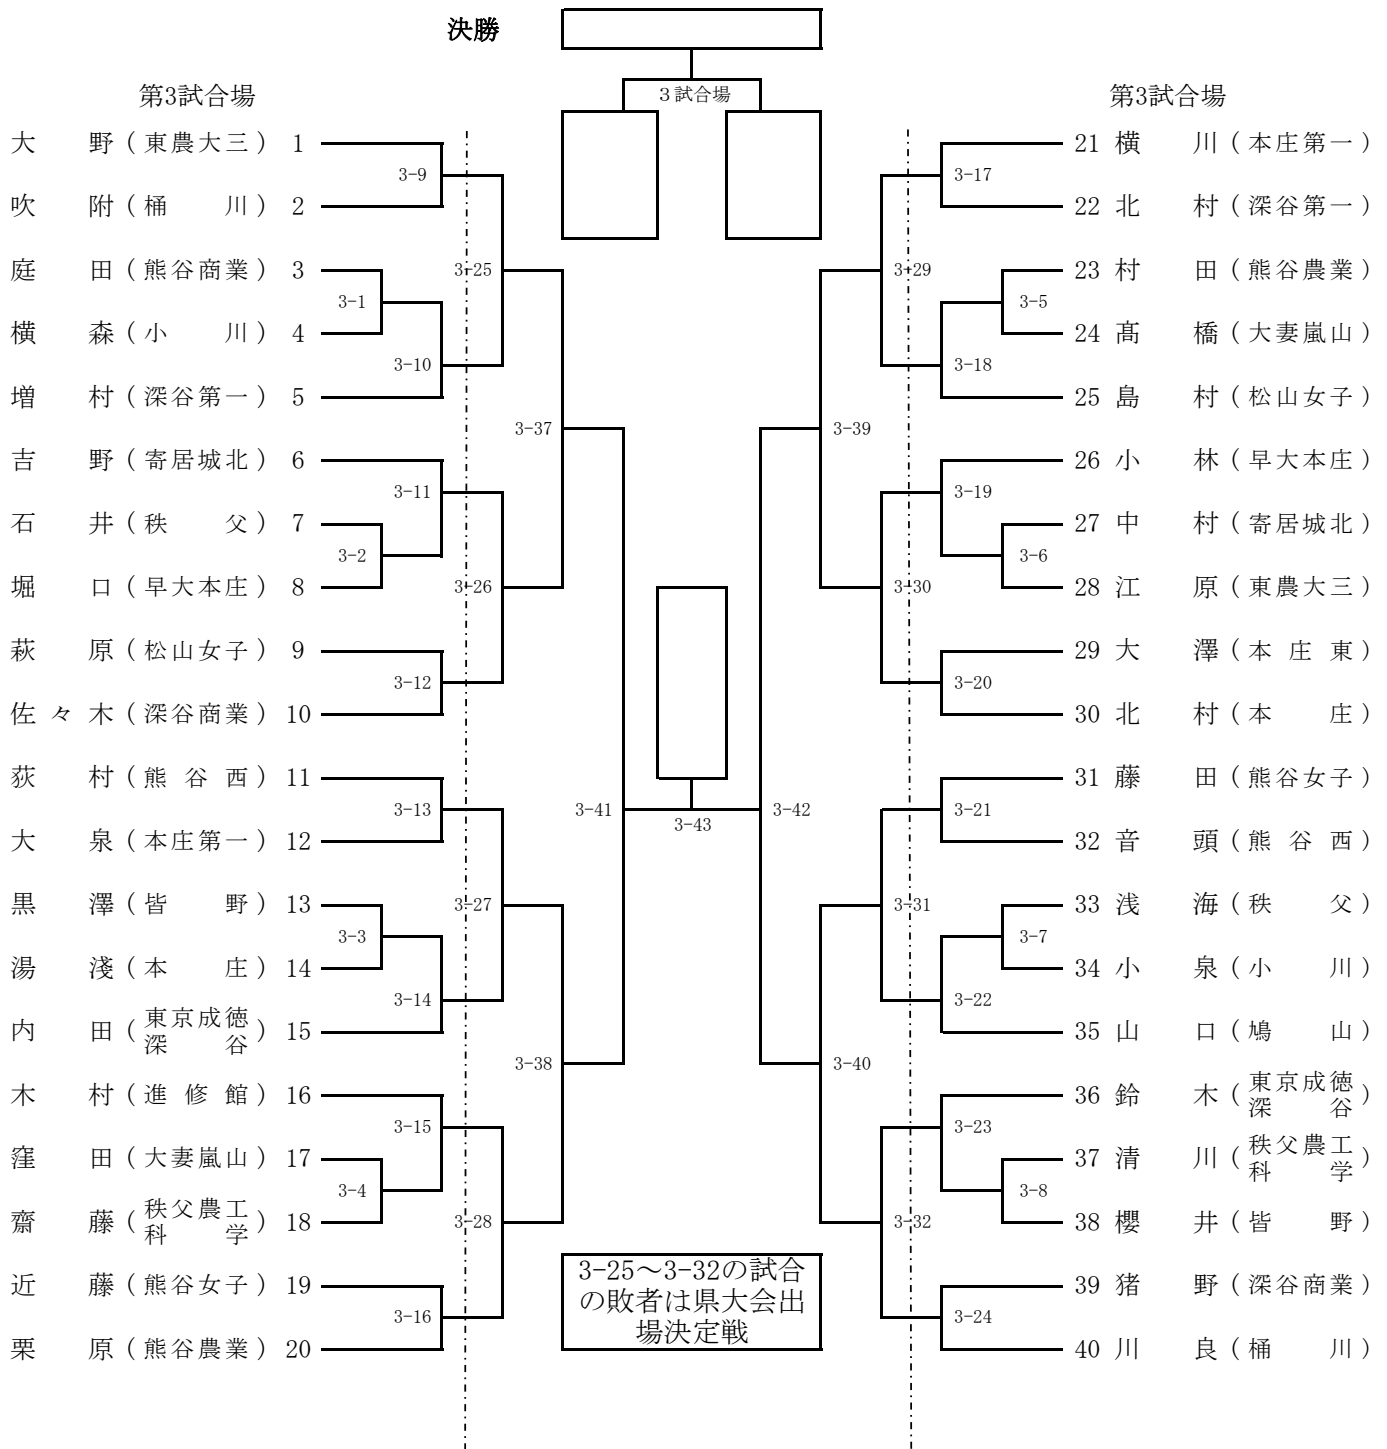 決勝
３試合場
第3試合場
大野（東農大三）1
3-9
吹附（桶川）2
3-25
庭田（熊谷商業）3
3-1
横森（小川）4
3-10
増村（深谷第一）5
3-37
吉野（寄居城北）6
3-11
石井（秩父）7
3-2
堀口（早大本庄）8
3-26
萩原（松山女子）9
3-12
佐々木（深谷商業）10
荻村（熊谷西）11
3-13
3-41
大泉（本庄第一）12
黒澤（皆野）13
3-27
3-3
湯淺（本庄）14
3-14
内田（東京成徳深谷）15
3-38
木村（進修館）16
3-15
窪田（大妻嵐山）17
3-4
齋藤（秩父農工科学）18
3-28
近藤（熊谷女子）19
3-16
栗原（熊谷農業）20
3-43
第3試合場
21 横川（本庄第一）
3-17
22 北村（深谷第一）
3-29
23 村田（熊谷農業）
3-5
24 髙橋（大妻嵐山）
3-18
25 島村（松山女子）
3-39
26 小林（早大本庄）
3-19
27 中村（寄居城北）
3-6
28 江原（東農大三）
3-30
29 大澤（本庄東）
3-20
30 北村（本庄）
31 藤田（熊谷女子）
3-21
3-42
32 音頭（熊谷西）
33 浅海（秩父）
3-31
3-7
34 小泉（小川）
3-22
35 山口（鳩山）
3-40
36 鈴木（東京成徳深谷）
3-23
37 清川（秩父農工科学）
3-8
38 櫻井（皆野）
3-32
39 猪野（深谷商業）
3-24
40 川良（桶川）
3-25～3-32の試合
の敗者は県大会出
場決定戦